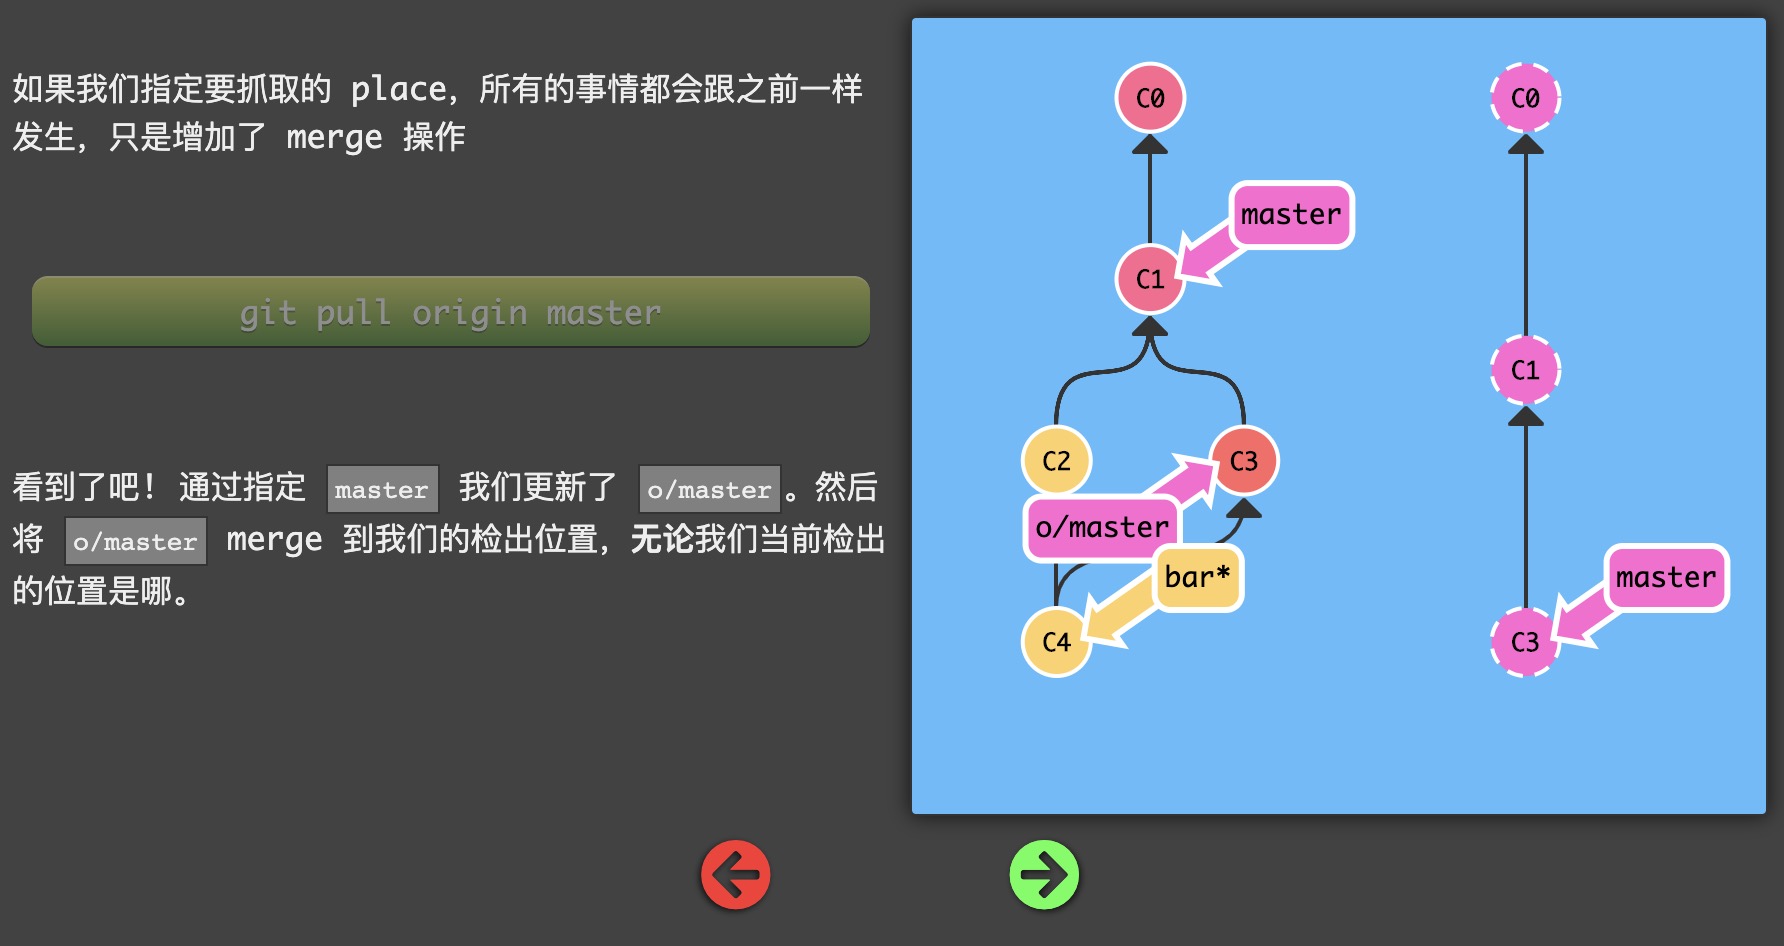 如果我们指定要抓取的 place，所有的事情都会跟之前一样
发生，只是增加了 merge 操作
git pull origin master
看到了吧！通过指定 master 我们更新了 o/master。然后
将 o/master merge 到我们的检出位置，无论我们当前检出
的位置是哪。
C0
master
C1
C2
C3
o/master
bar*
C4
C0
C1
master
C3